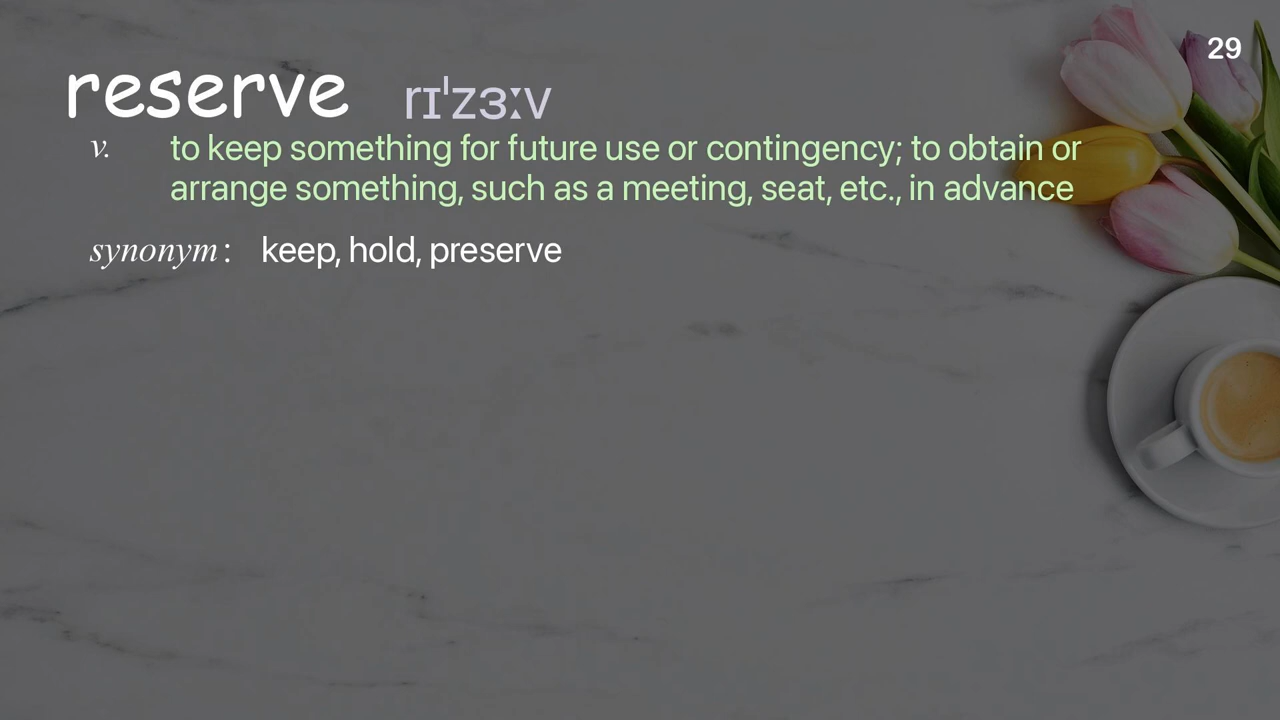 29
reserve rɪˈzɜːv
v. to keep something for future use or contingency; to obtain or
arrange something, such as a meeting, seat, etc., in advance
synonym: keep, hold, preserve